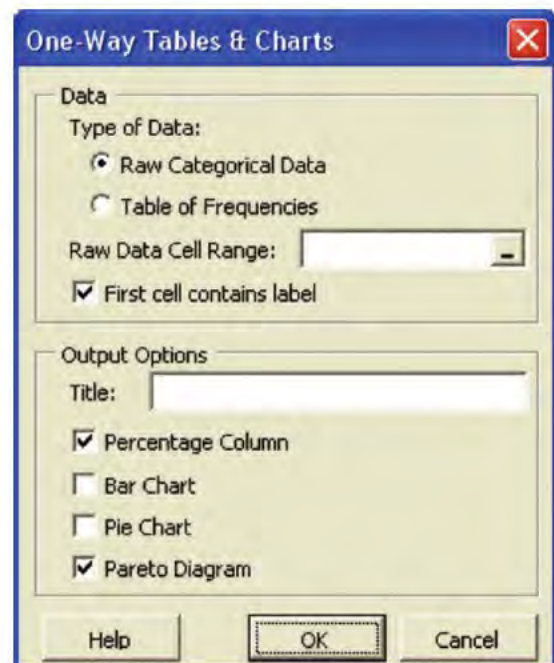 One-Way Tables & Charts
Data
Type of Data:
Raw Categorical Data
Table of Frequencies
Raw Data Cell Range:
First cell contains label
Output Options
Title:
Percentage Column
Bar Chart
Pie Chart
Pareto Diagram
Help OK Cancel